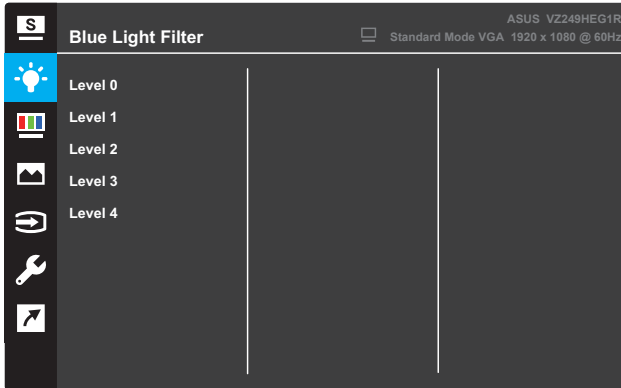 S
ASUS VZ249HEG1R
Blue Light Filter
Standard Mode VGA 1920 x 1080 @ 60Hz
Level 0
Level 1
Level 2
Level 3
Level 4